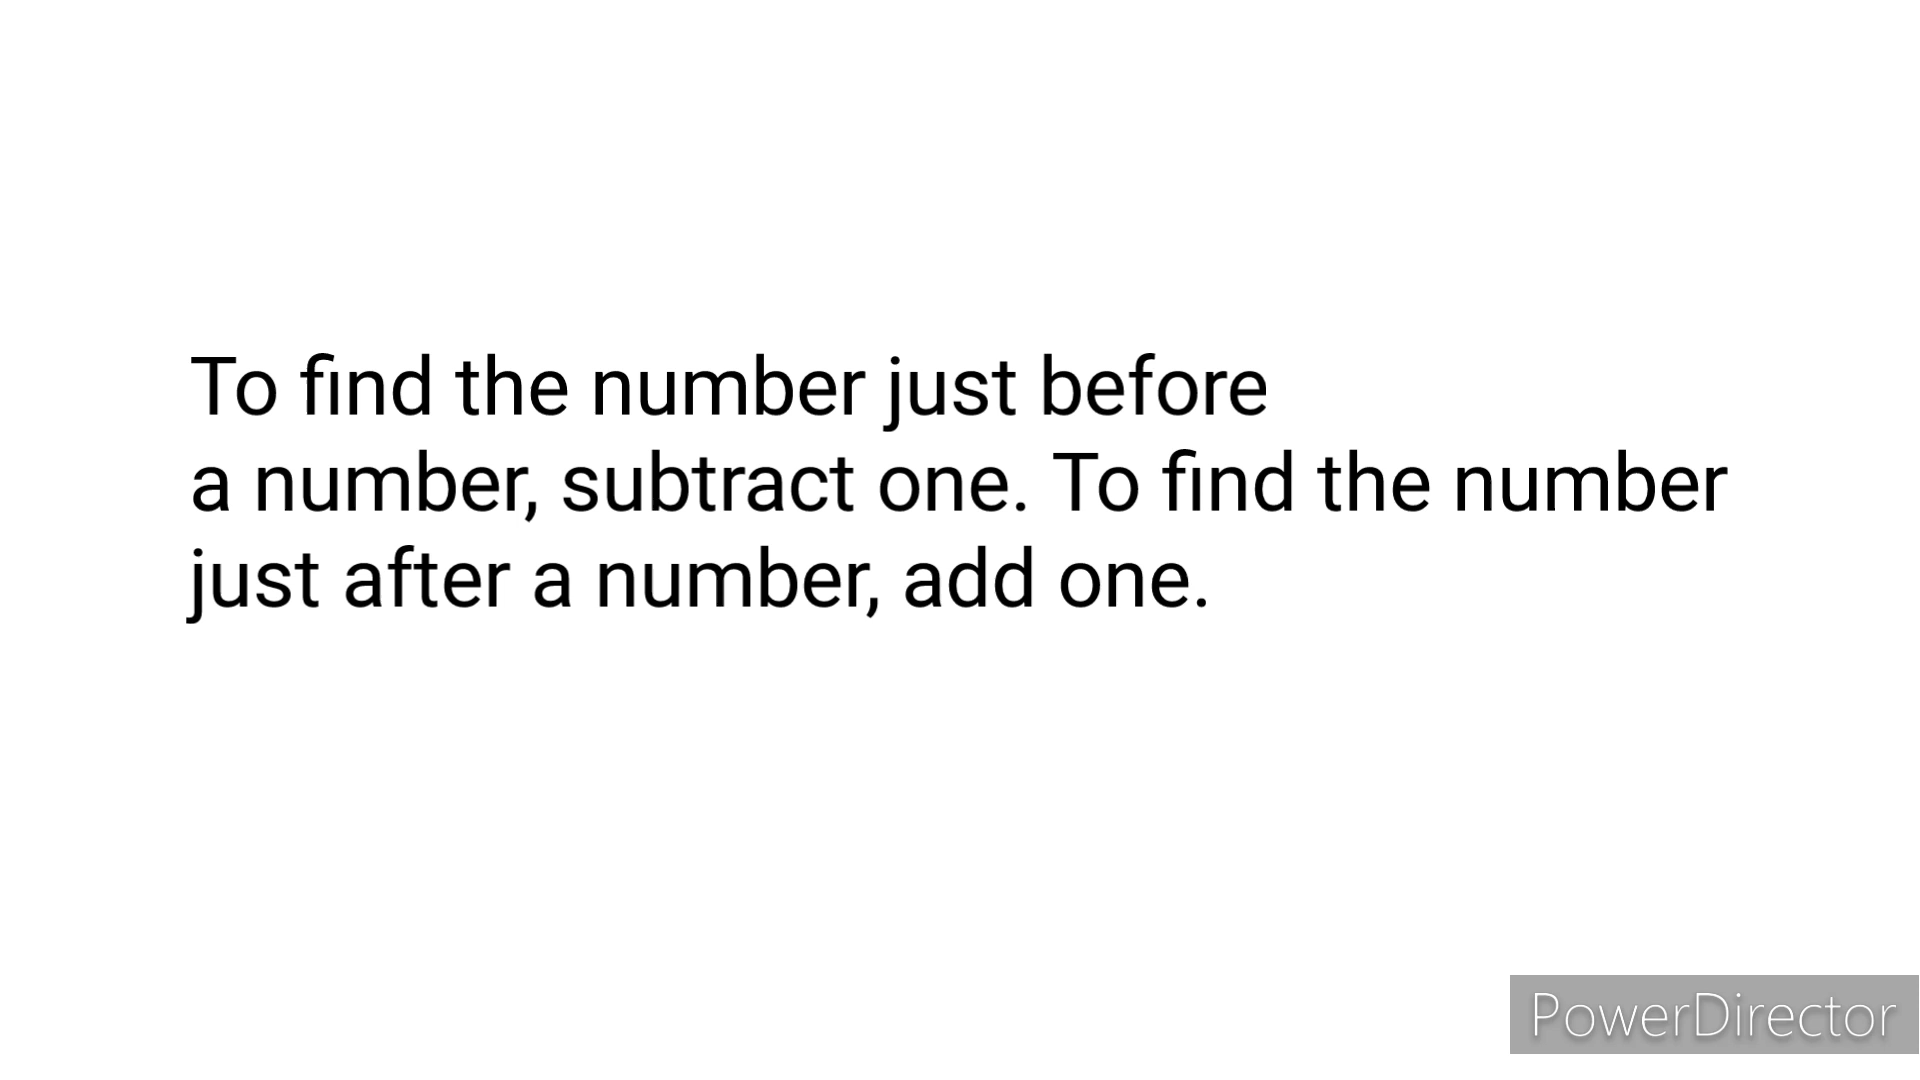 To find the number just before
a number, subtract one. To find the number
just after a number, add one.
PowerDirector